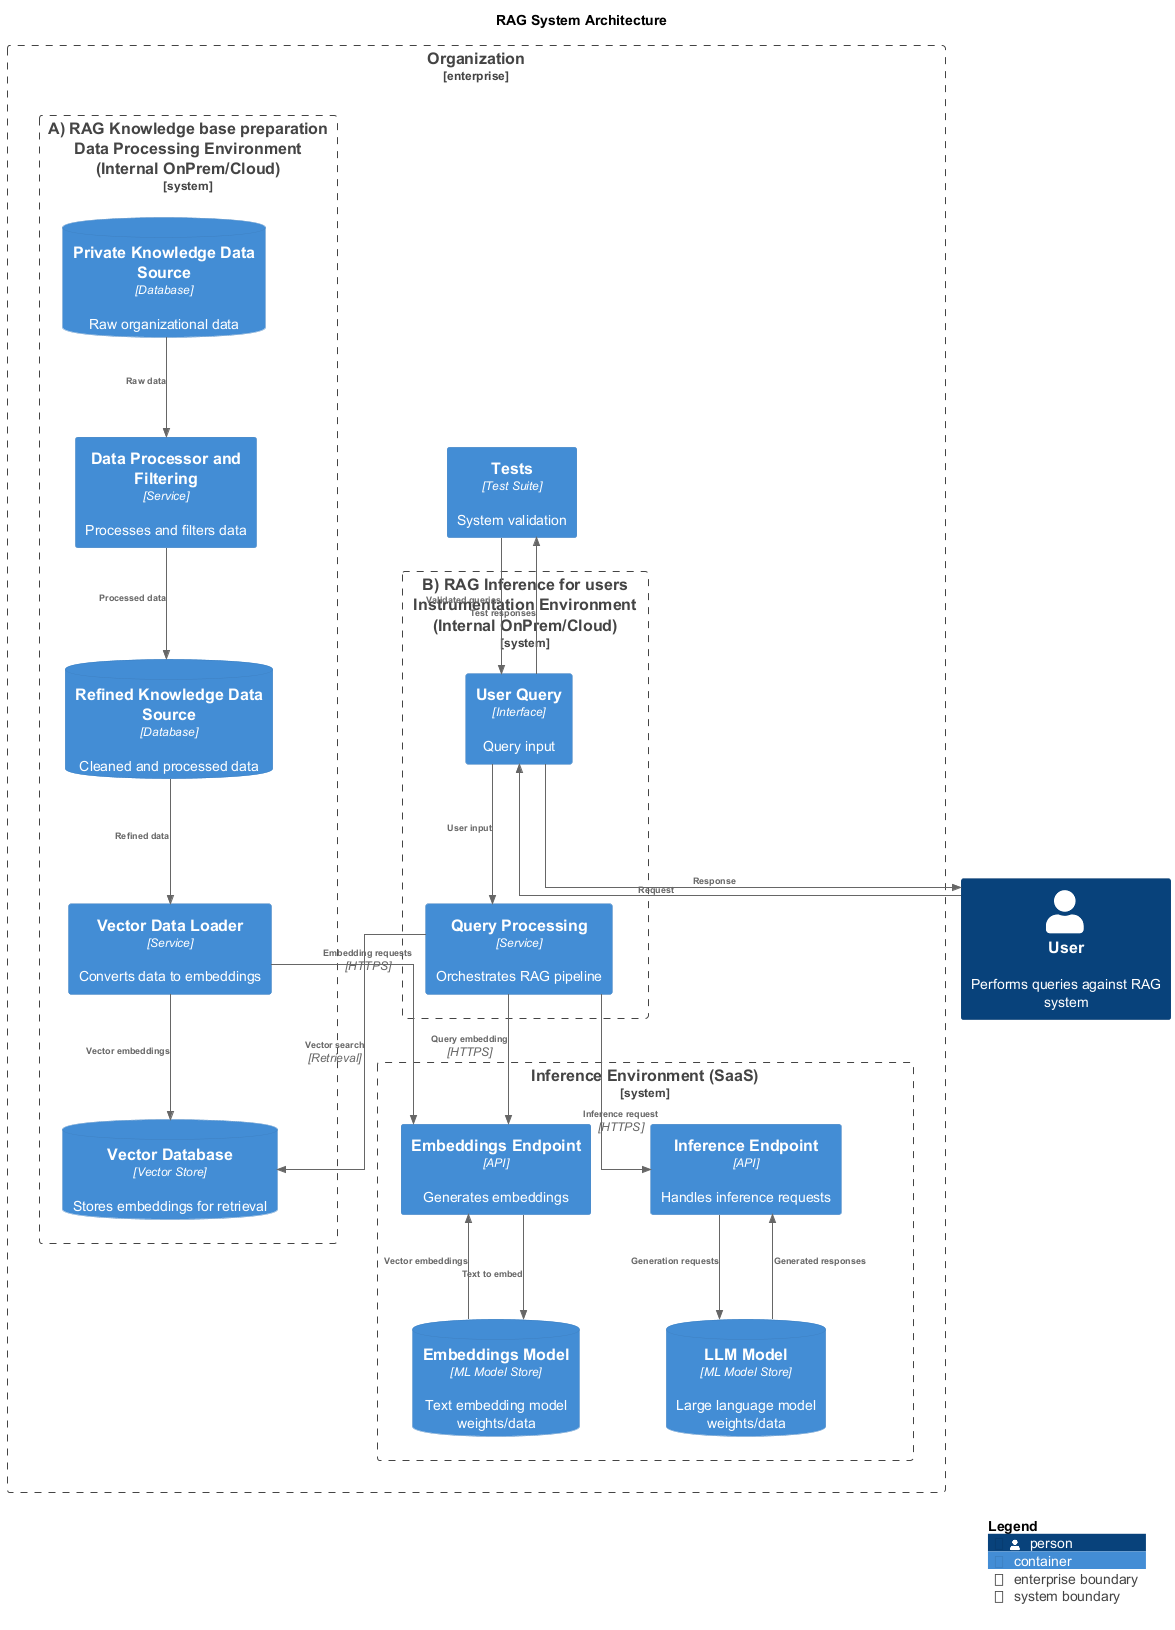 RAG System Architecture
Organization
[enterprise]
A) RAG Knowledge base preparation
Data Processing Environment
(Internal OnPrem/Cloud)
[system]
Private Knowledge Data
Source
[Database]
Raw organizational data
Raw data
Data Processor and
Filtering
[Service]
Processes and filters data
Processed data
Refined Knowledge Data
Source
[Database]
Cleaned and processed data
Refined data
Vector Data Loader
[Service]
Converts data to embeddings
Vector embeddings
Vector Database
[Vector Store]
Stores embeddings for retrieval
Tests
[Test Suite]
System validation
B) RAG Inference for users
Instrumentation Environment
(Internal OnPrem/Cloud)
[system]
Validated queries
Test responses
User Query
[Interface]
Query input
User input
Response
Request
Query Processing
[Service]
Orchestrates RAG pipeline
Embedding requests
[HTTPS]
Vector search
[Retrieval]
Query embedding
[HTTPS]
Inference request
[HTTPS]
User
Performs queries against RAG
system
Inference Environment (SaaS)
[system]
Embeddings Endpoint
[API]
Generates embeddings
Inference Endpoint
[API]
Handles inference requests
Vector embeddings
Text to embed
Generation requests
Generated responses
Embeddings Model
[ML Model Store]
Text embedding model
weights/data
LLM Model
[ML Model Store]
Large language model
weights/data
Legend
person
container
enterprise boundary
system boundary